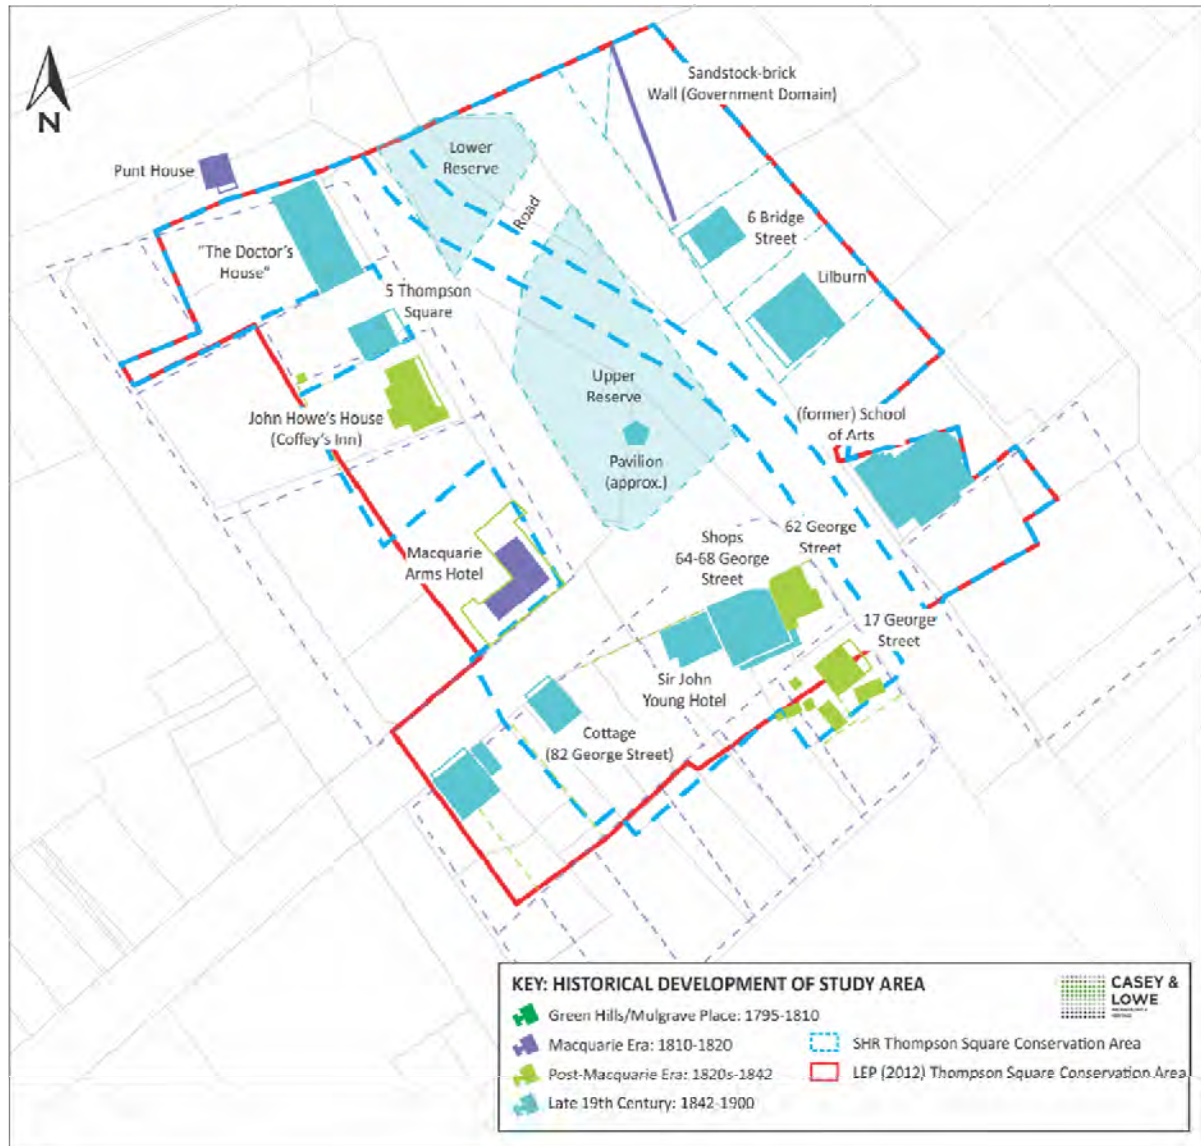 N
Sandstock-brick
Wall (Government Domain)
Lower
Reserve
Punt House
Road
6 Bridge
Street
"The Doctor's
House"
Lilburn
5 Thompson
Square
Upper
Reserve
(former) School
of Arts
John Howe's House
(Coffey's Inn)
Pavilion
(approx.)
62 George
Street
Shops
64-68 George
Street
Macquarie
Arms Hotel
17 George
Street
Sir John
Young Hotel
Cottage
(82 George Street)
KEY: HISTORICAL DEVELOPMENT OF STUDY AREA
CASEY &
LOWE
Green Hills/Mulgrave Place: 1795-1810
Macquarie Era: 1810-1820
Post-Macquarie Era: 1820s-1842
Late 19th Century: 1842-1900
SHR Thompson Square Conservation Area
LEP (2012) Thompson Square Conservation Area